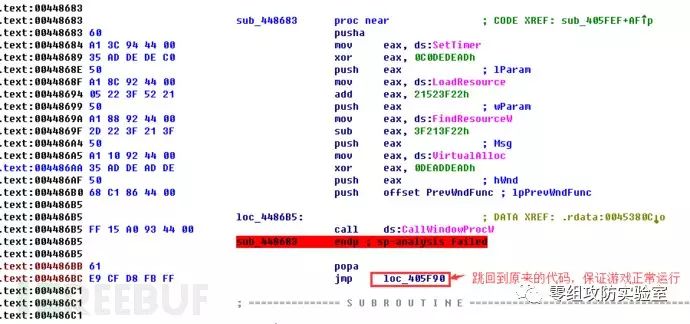 .text:00448683
.text:00448683 sub_448683 proc near ; CODE XREF: sub_405FEF+AF↑p
.text:00448683 60 pusha
.text:00448684 A1 3C 94 44 00 mov eax, ds:SetTimer
.text:00448689 35 AD DE DE C0 xor eax, 0C0DEDEADh
.text:0044868E 50 push eax ; lParam
.text:0044868F A1 8C 92 44 00 mov eax, ds:LoadResource
.text:00448694 05 22 3F 52 21 add eax, 21523F22h
.text:00448699 50 push eax ; wParam
.text:0044869A A1 88 92 44 00 mov eax, ds:FindResourceW
.text:0044869F 2D 22 3F 21 3F sub eax, 3F213F22h
.text:004486A4 50 push eax ; Msg
.text:004486A5 A1 10 92 44 00 mov eax, ds:VirtualAlloc
.text:004486AA 35 AD DE AD DE xor eax, 0DEADDEADh
.text:004486AF 50 push eax ; hWnd
.text:004486B0 68 C1 86 44 00 push offset PrevWndFunc ; lpPrevWndFunc
.text:004486B5
.text:004486B5 loc_4486B5: ; DATA XREF: .rdata:0045380C↓o
.text:004486B5 FF 15 A0 93 44 00 call ds:CallWindowProcW
.text:004486B5 sub_448683 endp ; sp-analysis failed
.text:004486B5
.text:004486BB 61 popa
.text:004486BC E9 CF D8 FB FF jmp loc_405F90 跳回到原来的代码，保证游戏正常运行
.text:004486C1
.text:004486C1 ; =============== S U B R O U T I N E
.text:004486C1
REEBUF
零组攻防实验室